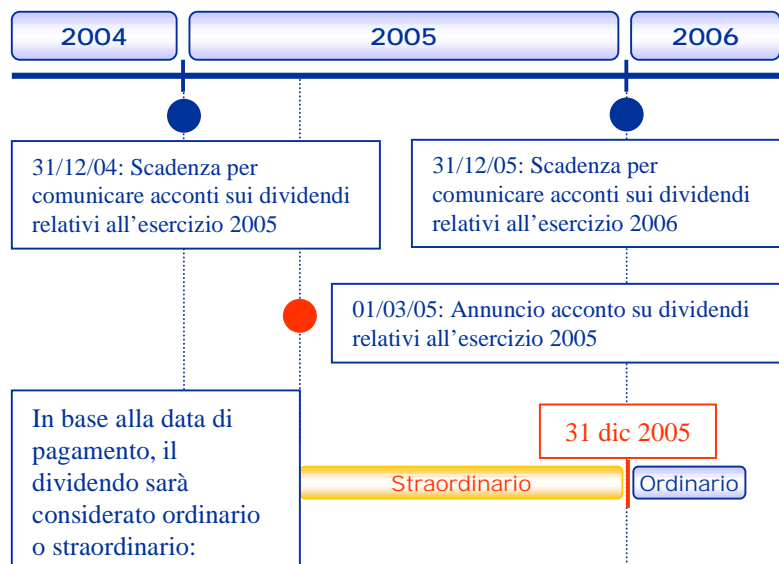 2004
2005
2006
31/12/04: Scadenza per
comunicare acconti sui dividendi
relativi all'esercizio 2005
31/12/05: Scadenza per
comunicare acconti sui dividendi
relativi all'esercizio 2006
01/03/05: Annuncio acconto su dividendi
relativi all'esercizio 2005
In base alla data di
pagamento, il
dividendo sarà
considerato ordinario
o straordinario:
31 dic 2005
Straordinario
Ordinario